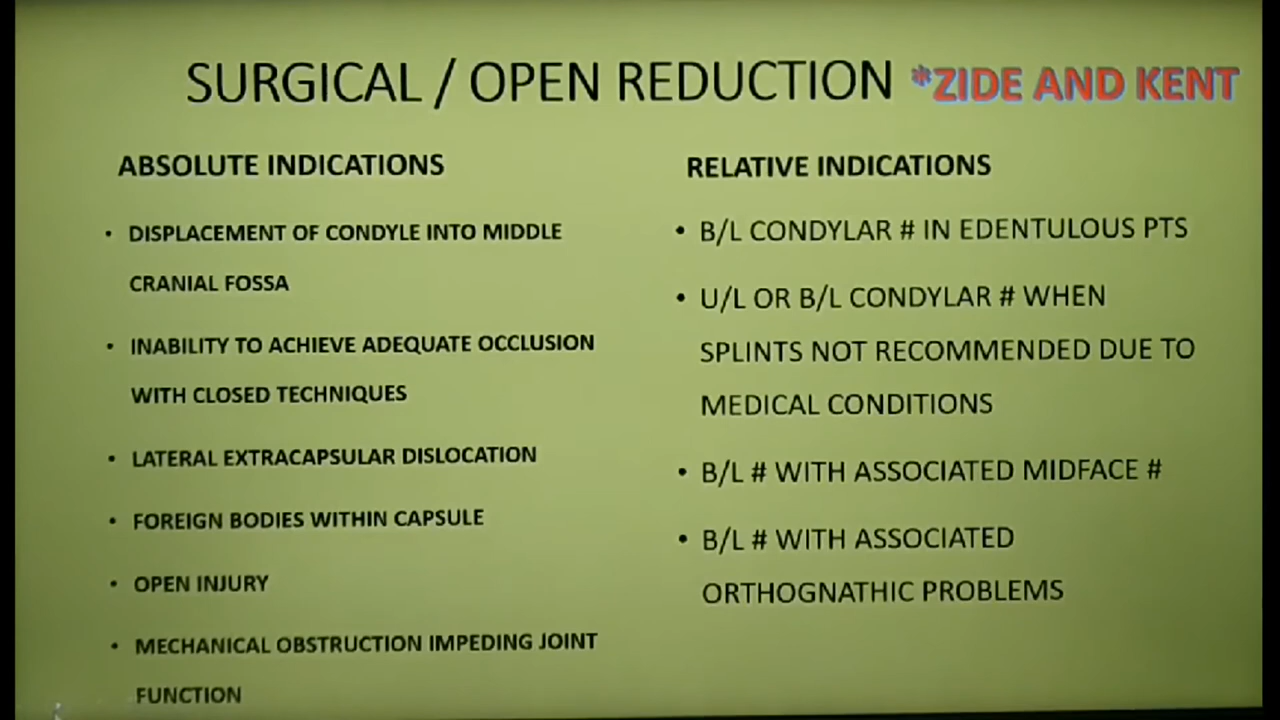 SURGICAL / OPEN REDUCTION *ZIDE AND KENT
ABSOLUTE INDICATIONS
• DISPLACEMENT OF CONDYLE INTO MIDDLE
CRANIAL FOSSA
• INABILITY TO ACHIEVE ADEQUATE OCCLUSION
WITH CLOSED TECHNIQUES
• LATERAL EXTRACAPSULAR DISLOCATION
• FOREIGN BODIES WITHIN CAPSULE
• OPEN INJURY
• MECHANICAL OBSTRUCTION IMPEDING JOINT
FUNCTION
RELATIVE INDICATIONS
• B/L CONDYLAR # IN EDENTULOUS PTS
• U/L OR B/L CONDYLAR # WHEN
SPLINTS NOT RECOMMENDED DUE TO
MEDICAL CONDITIONS
• B/L # WITH ASSOCIATED MIDFACE #
• B/L # WITH ASSOCIATED
ORTHOGNATHIC PROBLEMS